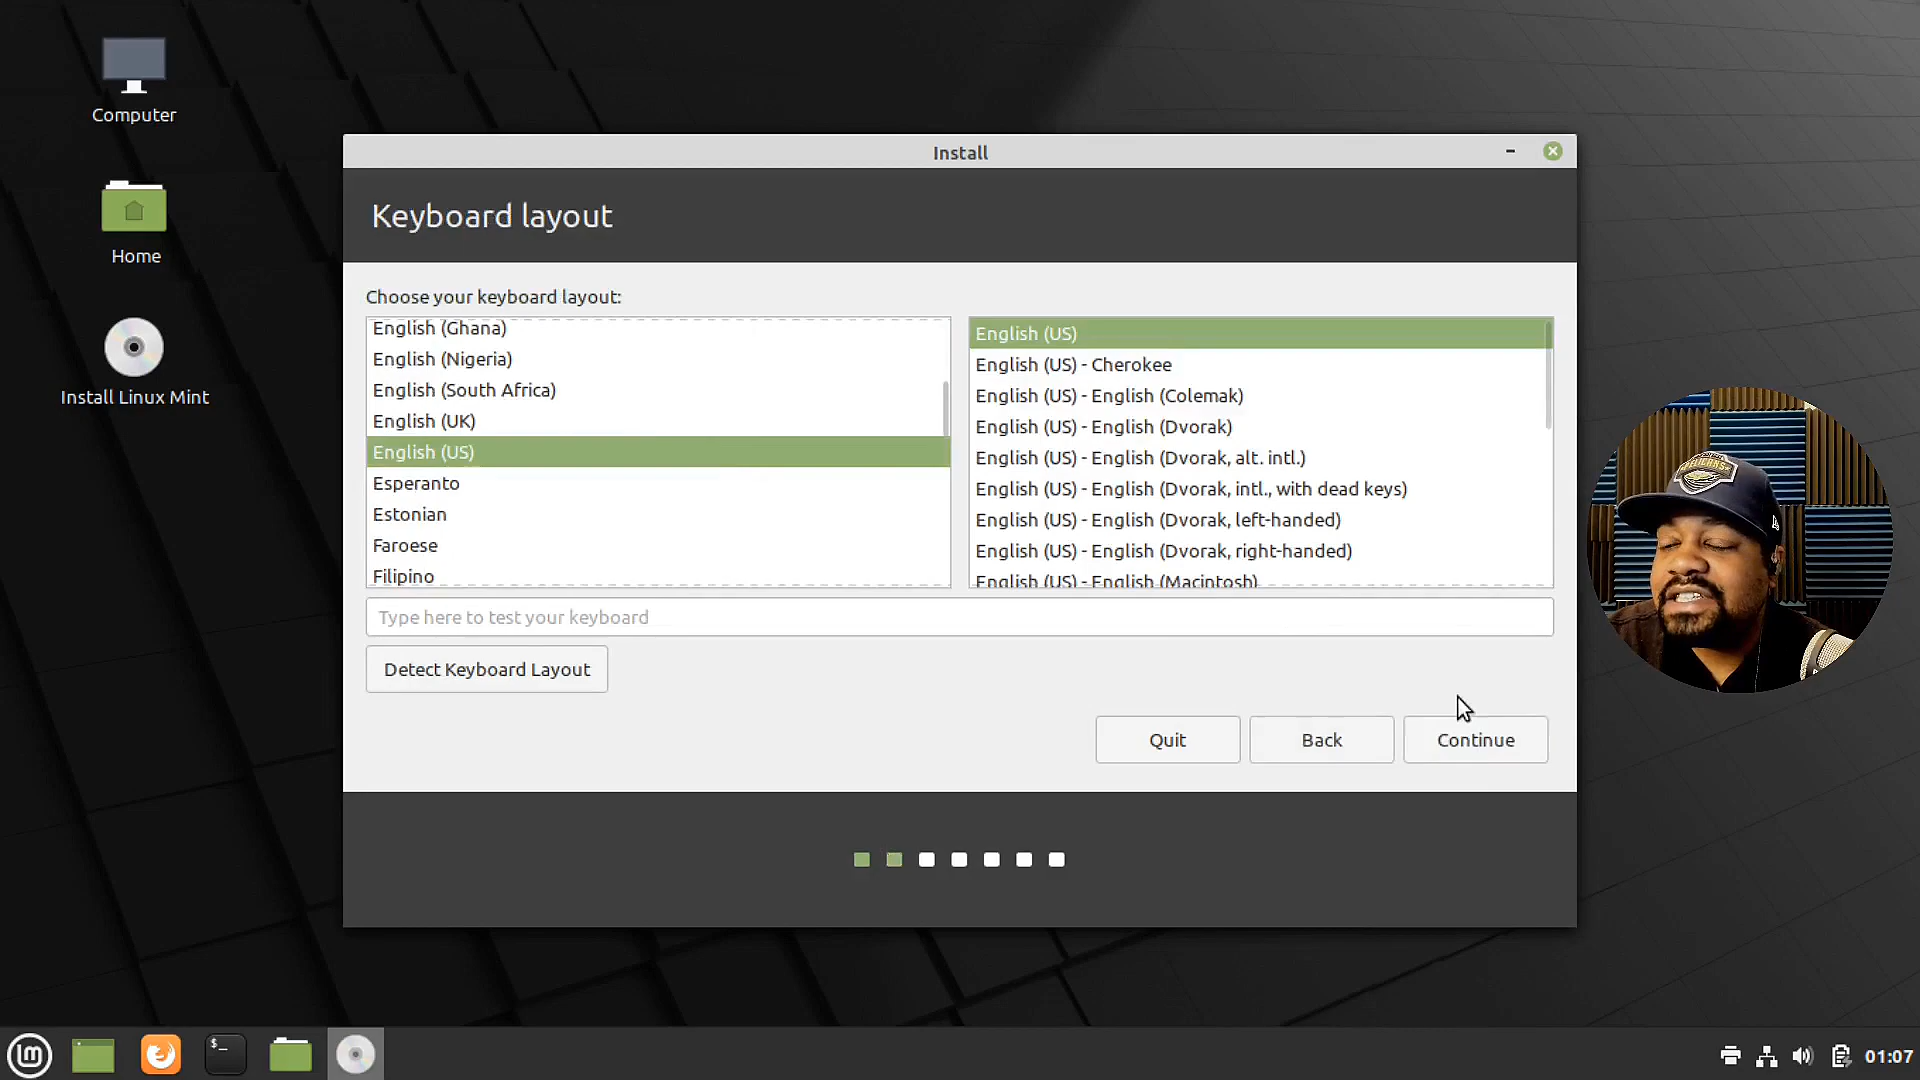 Computer
Home
Install Linux Mint
Install
Keyboard layout
Choose your keyboard layout:
English (Ghana)
English (Nigeria)
English (South Africa)
English (UK)
English (US)
Esperanto
Estonian
Faroese
Filipino
English (US)
English (US) - Cherokee
English (US) - English (Colemak)
English (US) - English (Dvorak)
English (US) - English (Dvorak, alt. intl.)
English (US) - English (Dvorak, intl., with dead keys)
English (US) - English (Dvorak, left-handed)
English (US) - English (Dvorak, right-handed)
English (US) - English (Macintosh)
Type here to test your keyboard
Detect Keyboard Layout
Quit
Back
Continue
PELICANS
$_
01:07